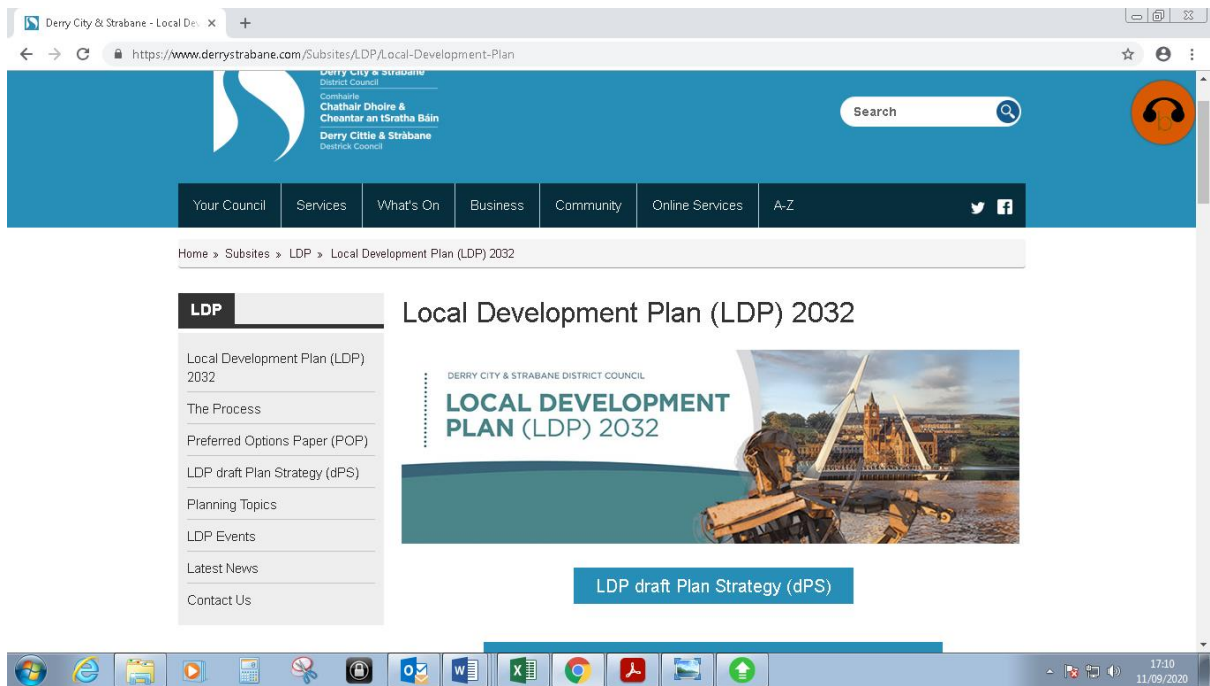 Derry City & Strabane - Local Dev
https://www.derrystrabane.com/Subsites/LDP/Local-Development-Plan
Derry City & Strabane
District Council
Comhairle
Chathair Dhoire &
Cheantar an tSratha Báin
Derry Cittie & Stràbane
Destrick Cooncil
Search
Your Council
Services
What's On
Business
Community
Online Services
A-Z
Home » Subsites » LDP » Local Development Plan (LDP) 2032
LDP
Local Development Plan (LDP)
2032
The Process
Preferred Options Paper (POP)
LDP draft Plan Strategy (dPS)
Planning Topics
LDP Events
Latest News
Contact Us
Local Development Plan (LDP) 2032
DERRY CITY & STRABANE DISTRICT COUNCIL
LOCAL DEVELOPMENT
PLAN (LDP) 2032
LDP draft Plan Strategy (dPS)
17:10
11/09/2020